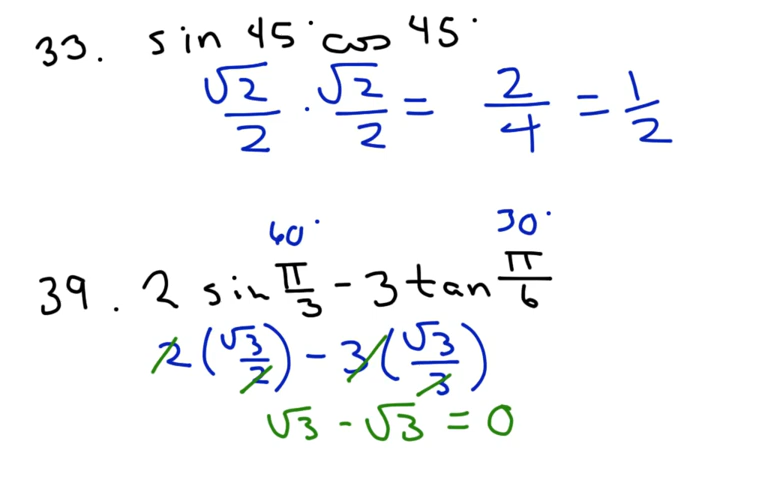 33. sin 45° cos 45°
√2/2 · √2/2 = 2/4 = 1/2
60° 30°
39. 2 sin π/3 - 3 tan π/6
2(√3/2) - 3(√3/3)
√3 - √3 = 0